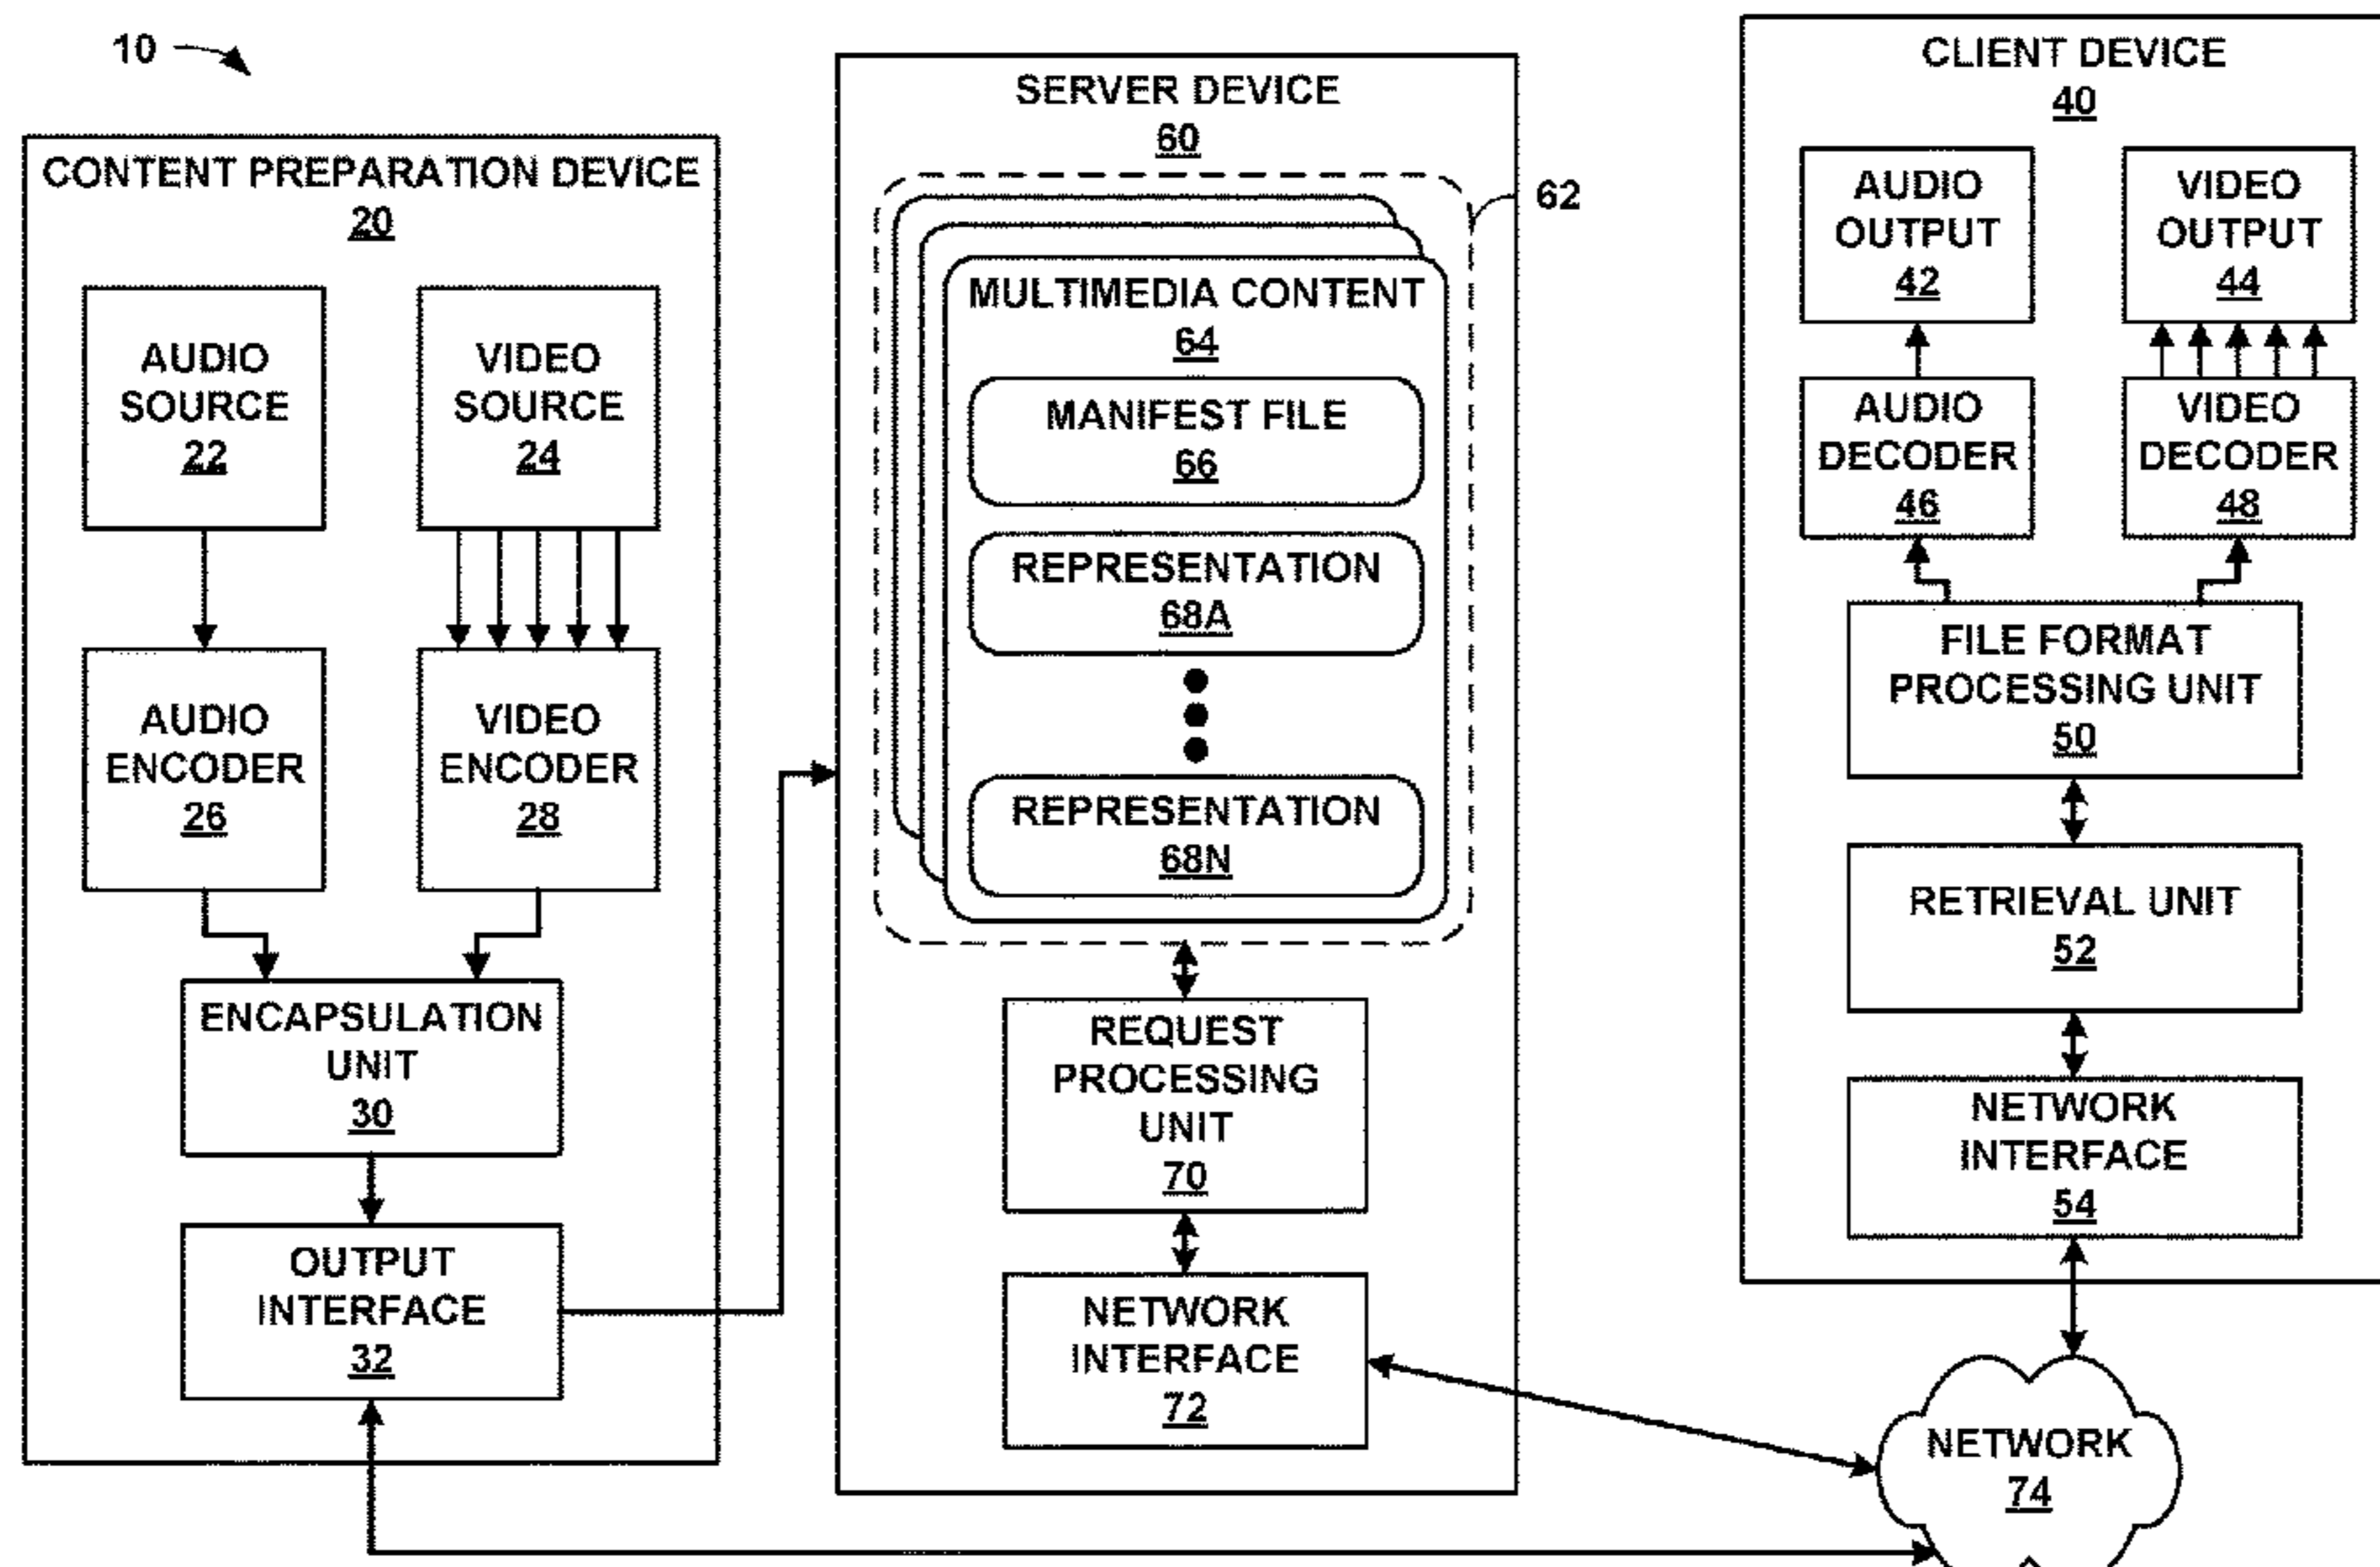 10
CONTENT PREPARATION DEVICE
20
AUDIO
SOURCE
22
VIDEO
SOURCE
24
AUDIO
ENCODER
26
VIDEO
ENCODER
28
ENCAPSULATION
UNIT
30
OUTPUT
INTERFACE
32
SERVER DEVICE
60
62
MULTIMEDIA CONTENT
64
MANIFEST FILE
66
REPRESENTATION
68A
REPRESENTATION
68N
REQUEST
PROCESSING
UNIT
70
NETWORK
INTERFACE
72
CLIENT DEVICE
40
AUDIO
OUTPUT
42
VIDEO
OUTPUT
44
AUDIO
DECODER
46
VIDEO
DECODER
48
FILE FORMAT
PROCESSING UNIT
50
RETRIEVAL UNIT
52
NETWORK
INTERFACE
54
NETWORK
74